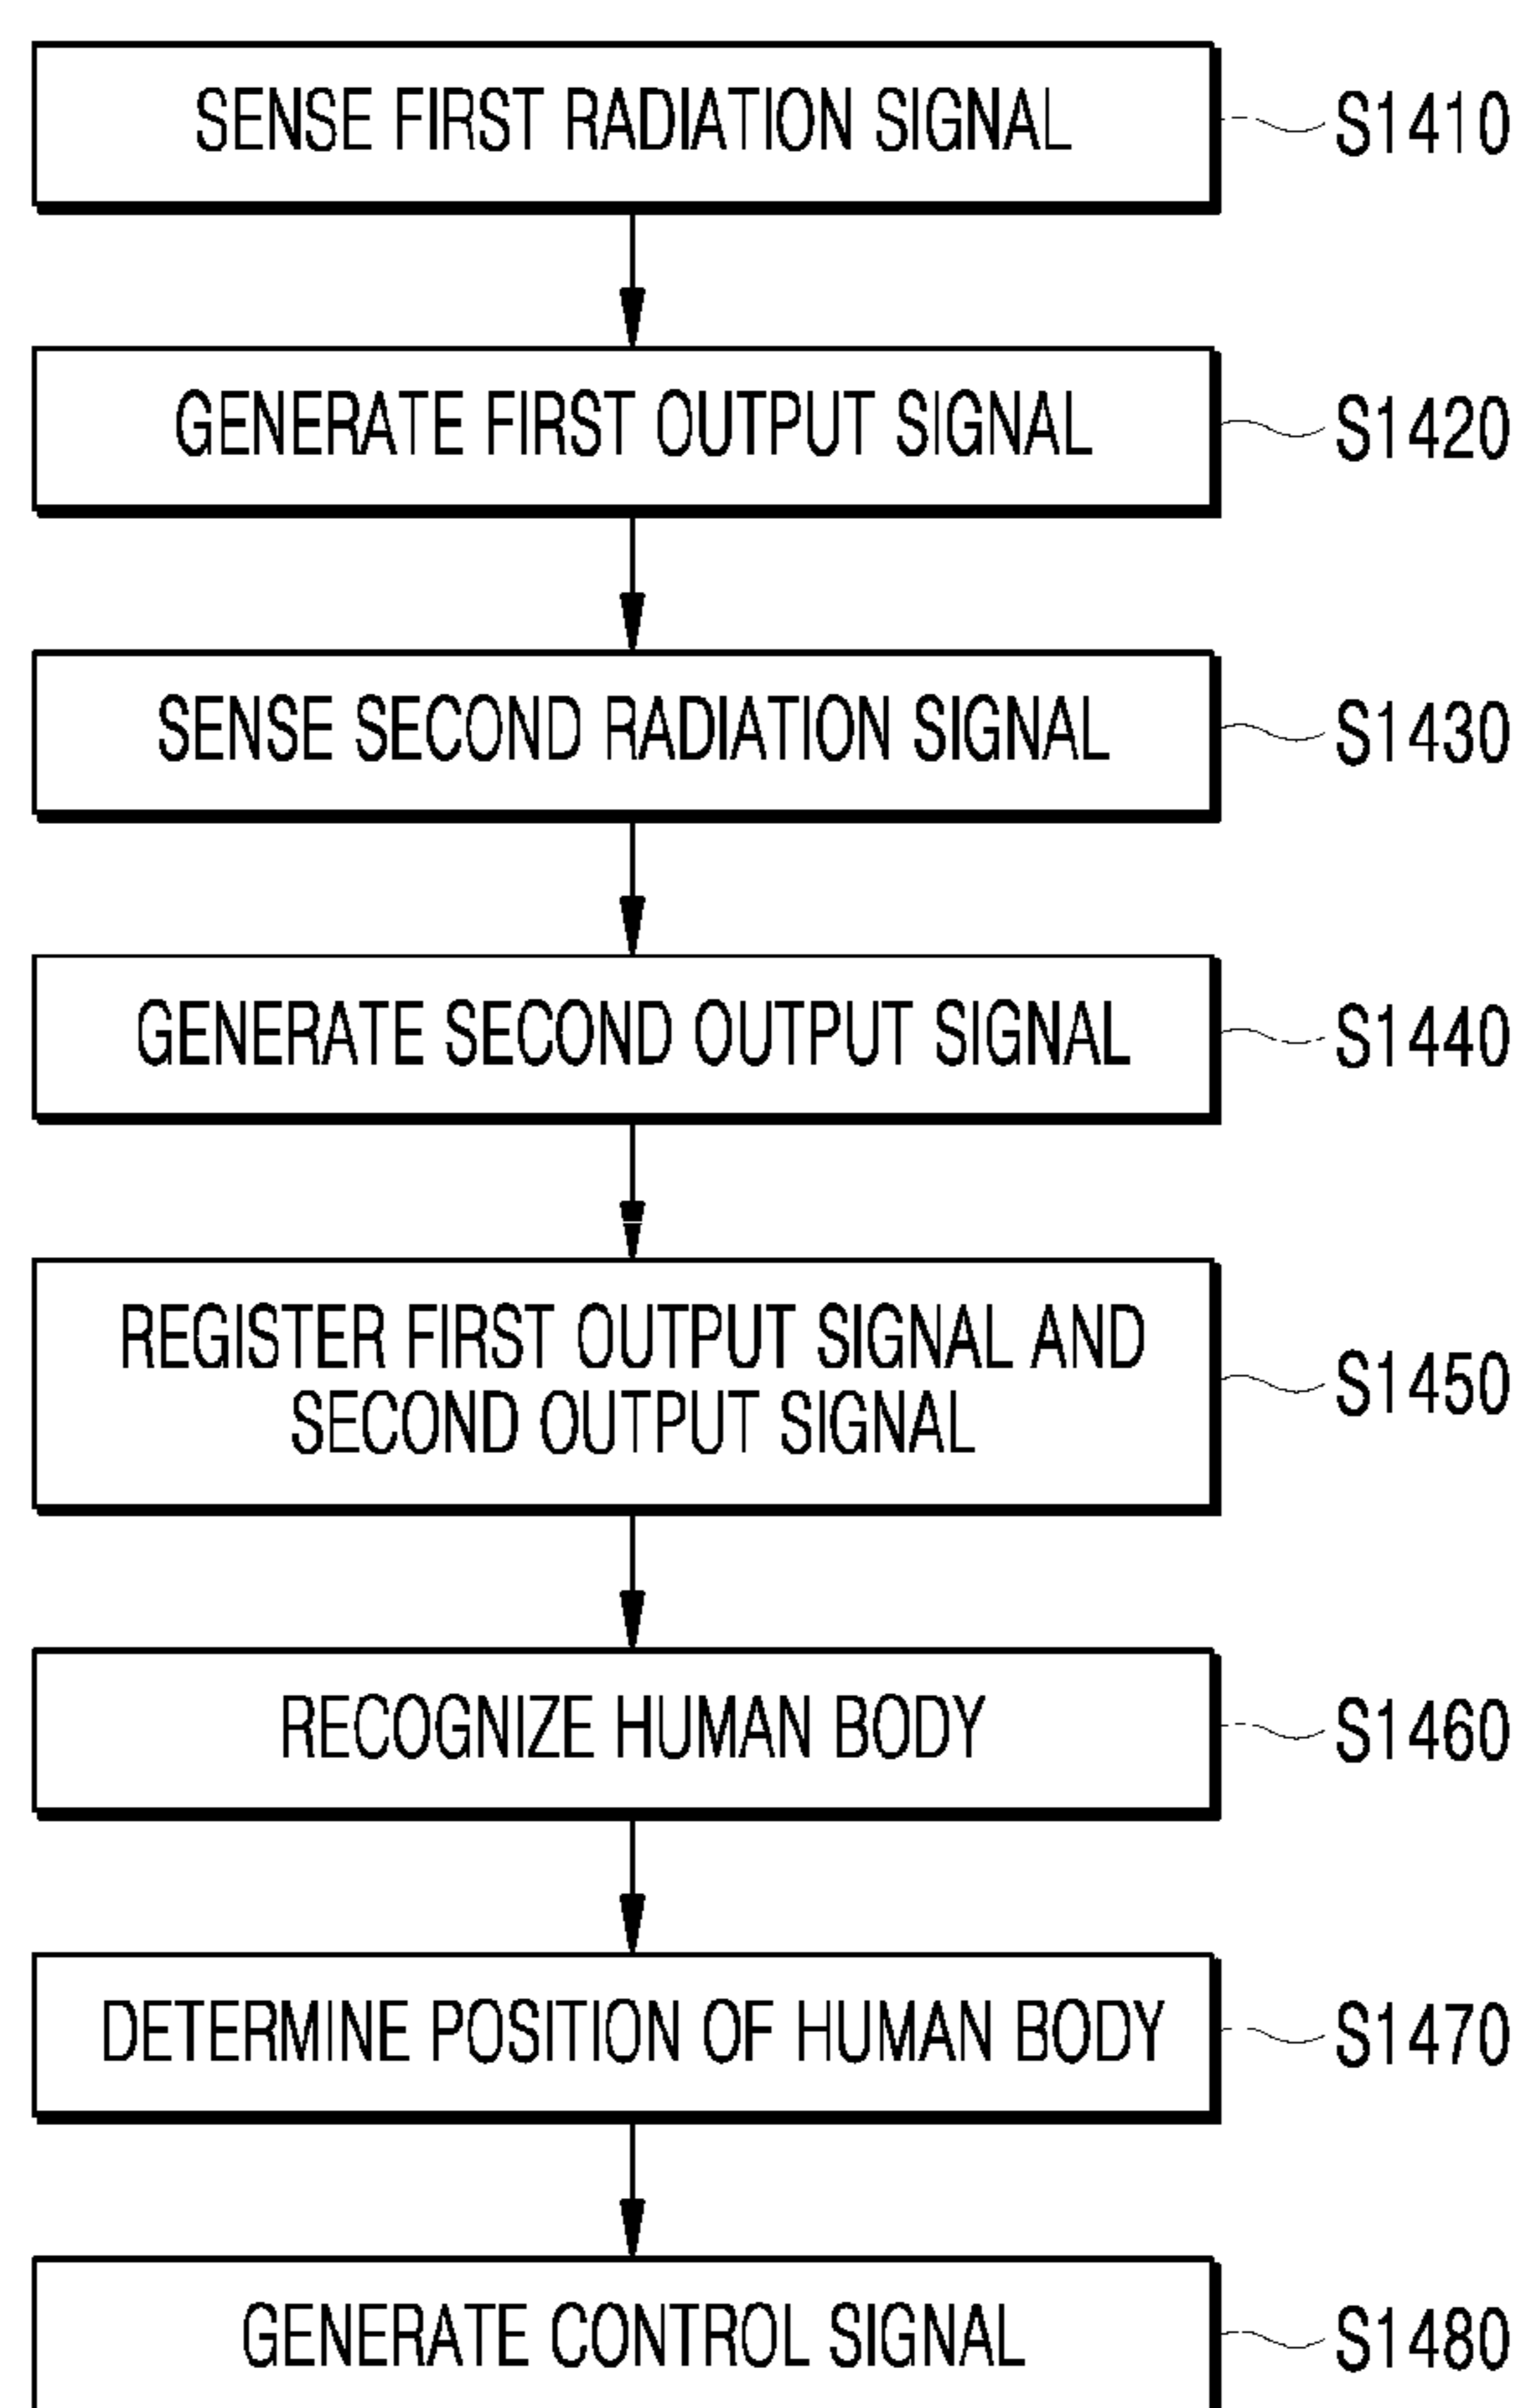 SENSE FIRST RADIATION SIGNAL S1410
GENERATE FIRST OUTPUT SIGNAL S1420
SENSE SECOND RADIATION SIGNAL S1430
GENERATE SECOND OUTPUT SIGNAL S1440
REGISTER FIRST OUTPUT SIGNAL AND
SECOND OUTPUT SIGNAL
S1450
RECOGNIZE HUMAN BODY S1460
DETERMINE POSITION OF HUMAN BODY S1470
GENERATE CONTROL SIGNAL S1480